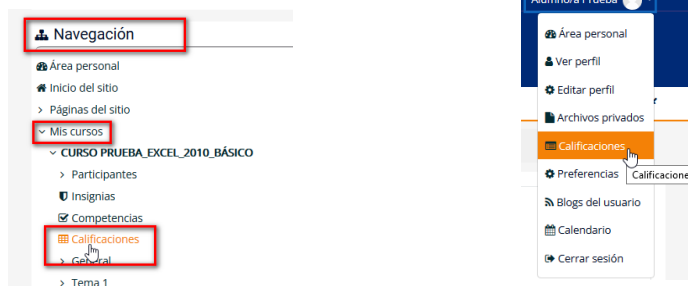 Navegación
Área personal
Inicio del sitio
Páginas del sitio
Mis cursos
CURSO PRUEBA_EXCEL_2010_BÁSICO
Participantes
Insignias
Competencias
Calificaciones
General
Tema 1
Alumno/a Prueba
Área personal
Ver perfil
Editar perfil
Archivos privados
Calificaciones
Preferencias
Calificacione
Blogs del usuario
Calendario
Cerrar sesión